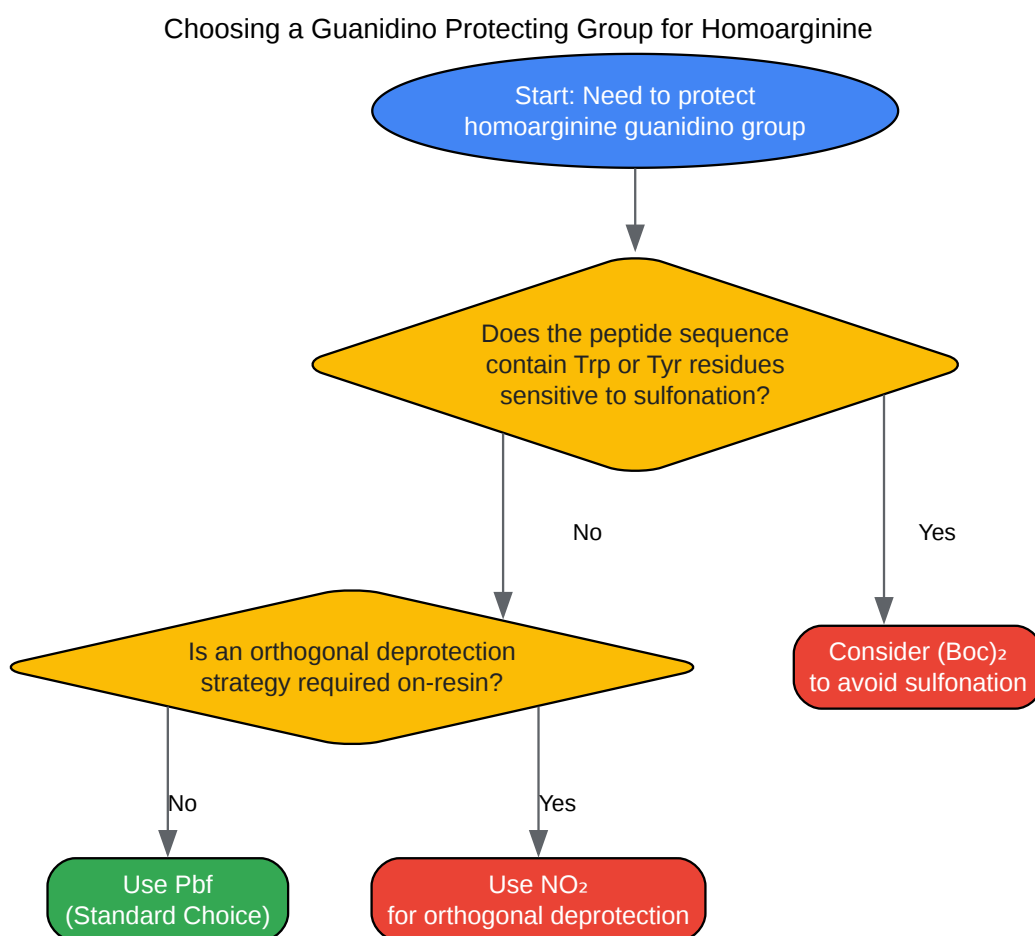 Choosing a Guanidino Protecting Group for Homoarginine
Start: Need to protect
homoarginine guanidino group
Does the peptide sequence
contain Trp or Tyr residues
sensitive to sulfonation?
No
Yes
Is an orthogonal deprotection
strategy required on-resin?
Consider (Boc)₂
to avoid sulfonation
No
Yes
Use Pbf
(Standard Choice)
Use NO₂
for orthogonal deprotection